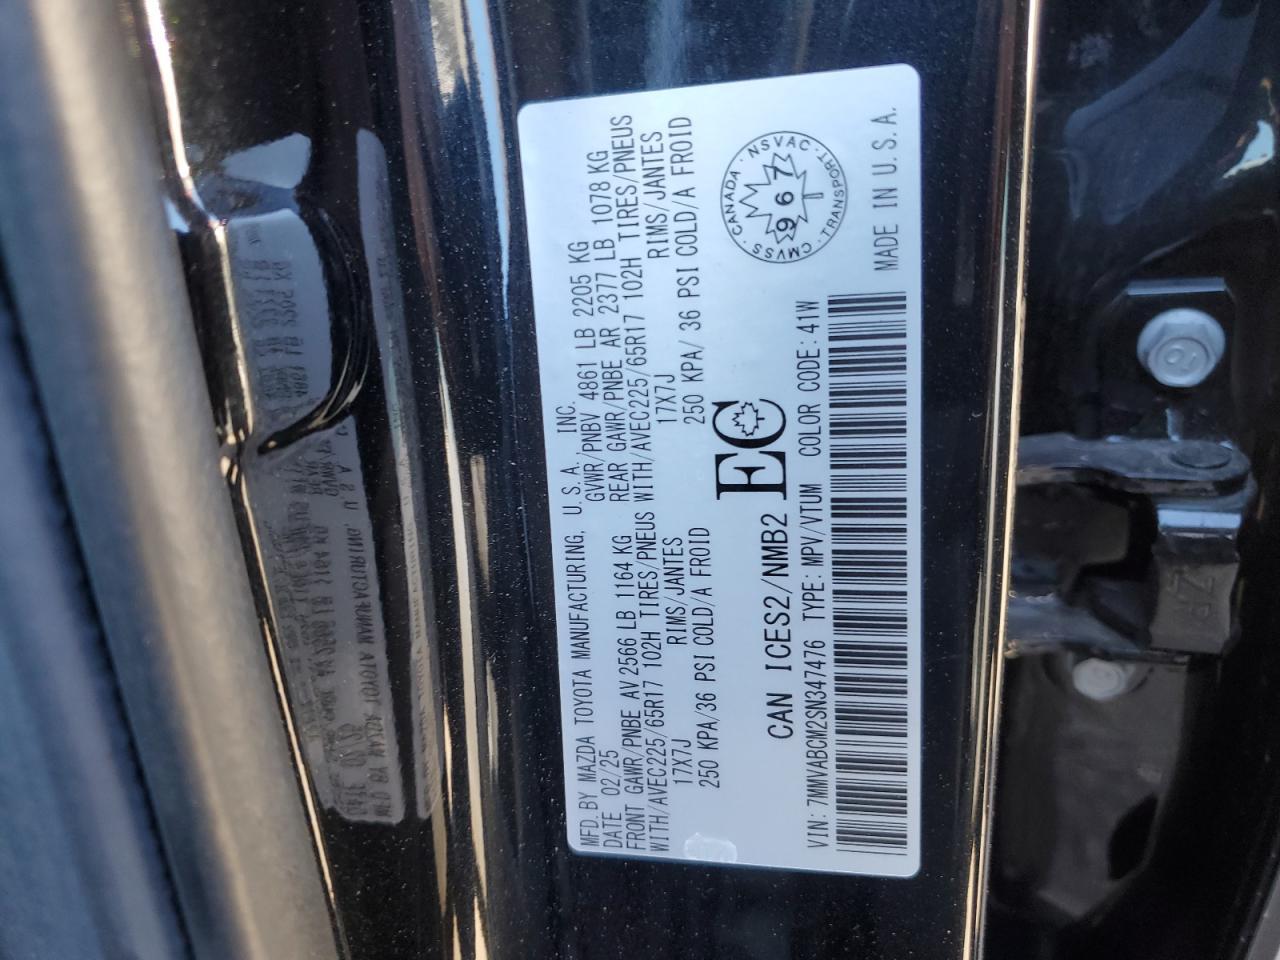 MFD. BY MAZDA TOYOTA MANUFACTURING, U. S. A. INC.
DATE 02/25 GVWR/PNBV 4861 LB 2205 KG
FRONT GAWR/PNBE AV 2566 LB 1164 KG REAR GAWR/PNBE AR 2377 LB 1078 KG
WITH/AVEC225/65R17 102H TIRES/PNEUS WITH/AVEC225/65R17 102H TIRES/PNEUS
17X7J RIMS/JANTES 17X7J RIMS/JANTES
250 KPA/36 PSI COLD/A FROID 250 KPA/ 36 PSI COLD/A FROID
CAN ICES2/NMB2 EC
CANADA · NSVAC · TRANSPORT · CMVSS
967
VIN: 7MMVABCM2SN347476 TYPE: MPV/VTUM COLOR CODE: 41W
MADE IN U. S. A.